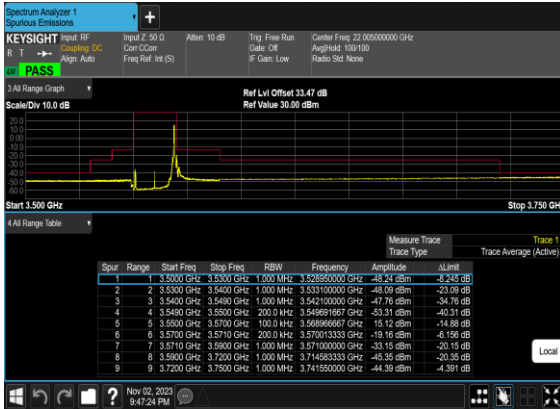 Spectrum Analyzer 1
Spurious Emissions
KEYSIGHT Input: RF Input Z: 50 Ω Atten: 10 dB Trig: Free Run Center Freq: 22.005000000 GHz
R T Coupling: DC Corr CCorr Gate: Off Avg|Hold: 100/100
Align: Auto Freq Ref: Int (S) IF Gain: Low Radio Std: None
PASS
3 All Range Graph Ref Lvl Offset 33.47 dB
Scale/Div 10.0 dB Ref Value 30.00 dBm
20.0
10.0
0.00
-10.0
-20.0
-30.0
-40.0
-50.0
-60.0
Start 3.500 GHz Stop 3.750 GH
4 All Range Table
Measure Trace Trace 1
Trace Type Trace Average (Active)
Spur Range Start Freq Stop Freq RBW Frequency Amplitude ΔLimit
1 1 3.5000 GHz 3.5300 GHz 1.000 MHz 3.528950000 GHz -48.24 dBm -8.245 dB
2 2 3.5300 GHz 3.5400 GHz 1.000 MHz 3.533100000 GHz -48.09 dBm -23.09 dB
3 3 3.5400 GHz 3.5490 GHz 1.000 MHz 3.542100000 GHz -47.76 dBm -34.76 dB
4 4 3.5490 GHz 3.5500 GHz 200.0 kHz 3.549691667 GHz -53.31 dBm -40.31 dB
5 5 3.5500 GHz 3.5700 GHz 100.0 kHz 3.568966667 GHz 15.12 dBm -14.88 dB
6 6 3.5700 GHz 3.5710 GHz 200.0 kHz 3.570013333 GHz -19.16 dBm -6.156 dB
7 7 3.5710 GHz 3.5900 GHz 1.000 MHz 3.571000000 GHz -33.15 dBm -20.15 dB
8 8 3.5900 GHz 3.7200 GHz 1.000 MHz 3.714583333 GHz -45.35 dBm -20.35 dB
9 9 3.7200 GHz 3.7500 GHz 1.000 MHz 3.741550000 GHz -44.39 dBm -4.391 dB
Local
Nov 02, 2023
9:47:24 PM